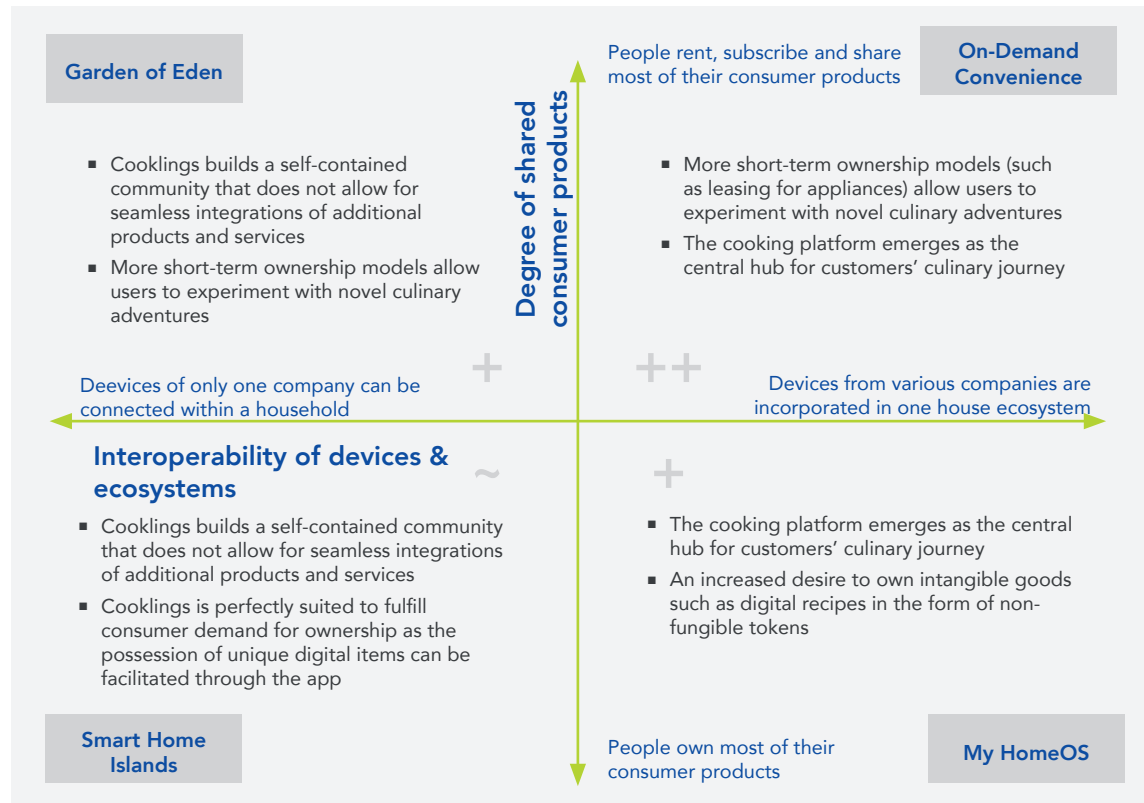 Garden of Eden
People rent, subscribe and share
most of their consumer products
On-Demand
Convenience
Degree of shared
consumer products
▪ Cooklings builds a self-contained
community that does not allow for
seamless integrations of additional
products and services
▪ More short-term ownership models allow
users to experiment with novel culinary
adventures
▪ More short-term ownership models (such
as leasing for appliances) allow users to
experiment with novel culinary adventures
▪ The cooking platform emerges as the
central hub for customers’ culinary journey
+
++
Deevices of only one company can be
connected within a household
Devices from various companies are
incorporated in one house ecosystem
Interoperability of devices &
ecosystems
~
+
▪ Cooklings builds a self-contained community
that does not allow for seamless integrations
of additional products and services
▪ Cooklings is perfectly suited to fulfill
consumer demand for ownership as the
possession of unique digital items can be
facilitated through the app
▪ The cooking platform emerges as the central
hub for customers’ culinary journey
▪ An increased desire to own intangible goods
such as digital recipes in the form of non-
fungible tokens
Smart Home
Islands
People own most of their
consumer products
My HomeOS